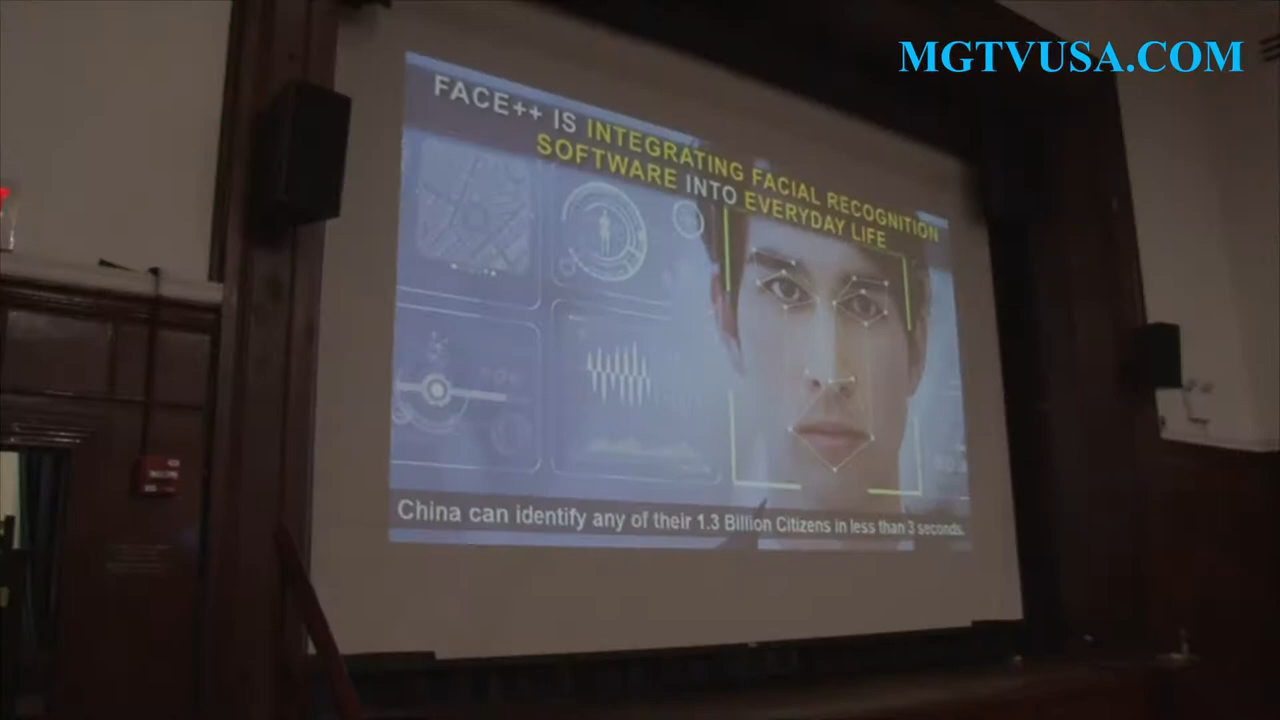 MGTVUSA.COM
FACE++ IS INTEGRATING FACIAL RECOGNITION
SOFTWARE INTO EVERYDAY LIFE
China can identify any of their 1.3 Billion Citizens in less than 3 seconds.